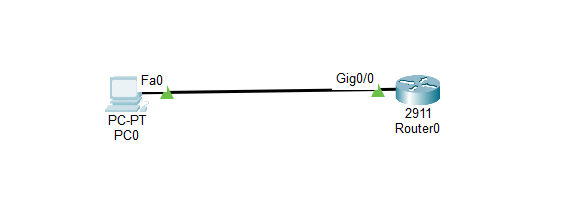 Fa0
Gig0/0
PC-PT
PC0
2911
Router0